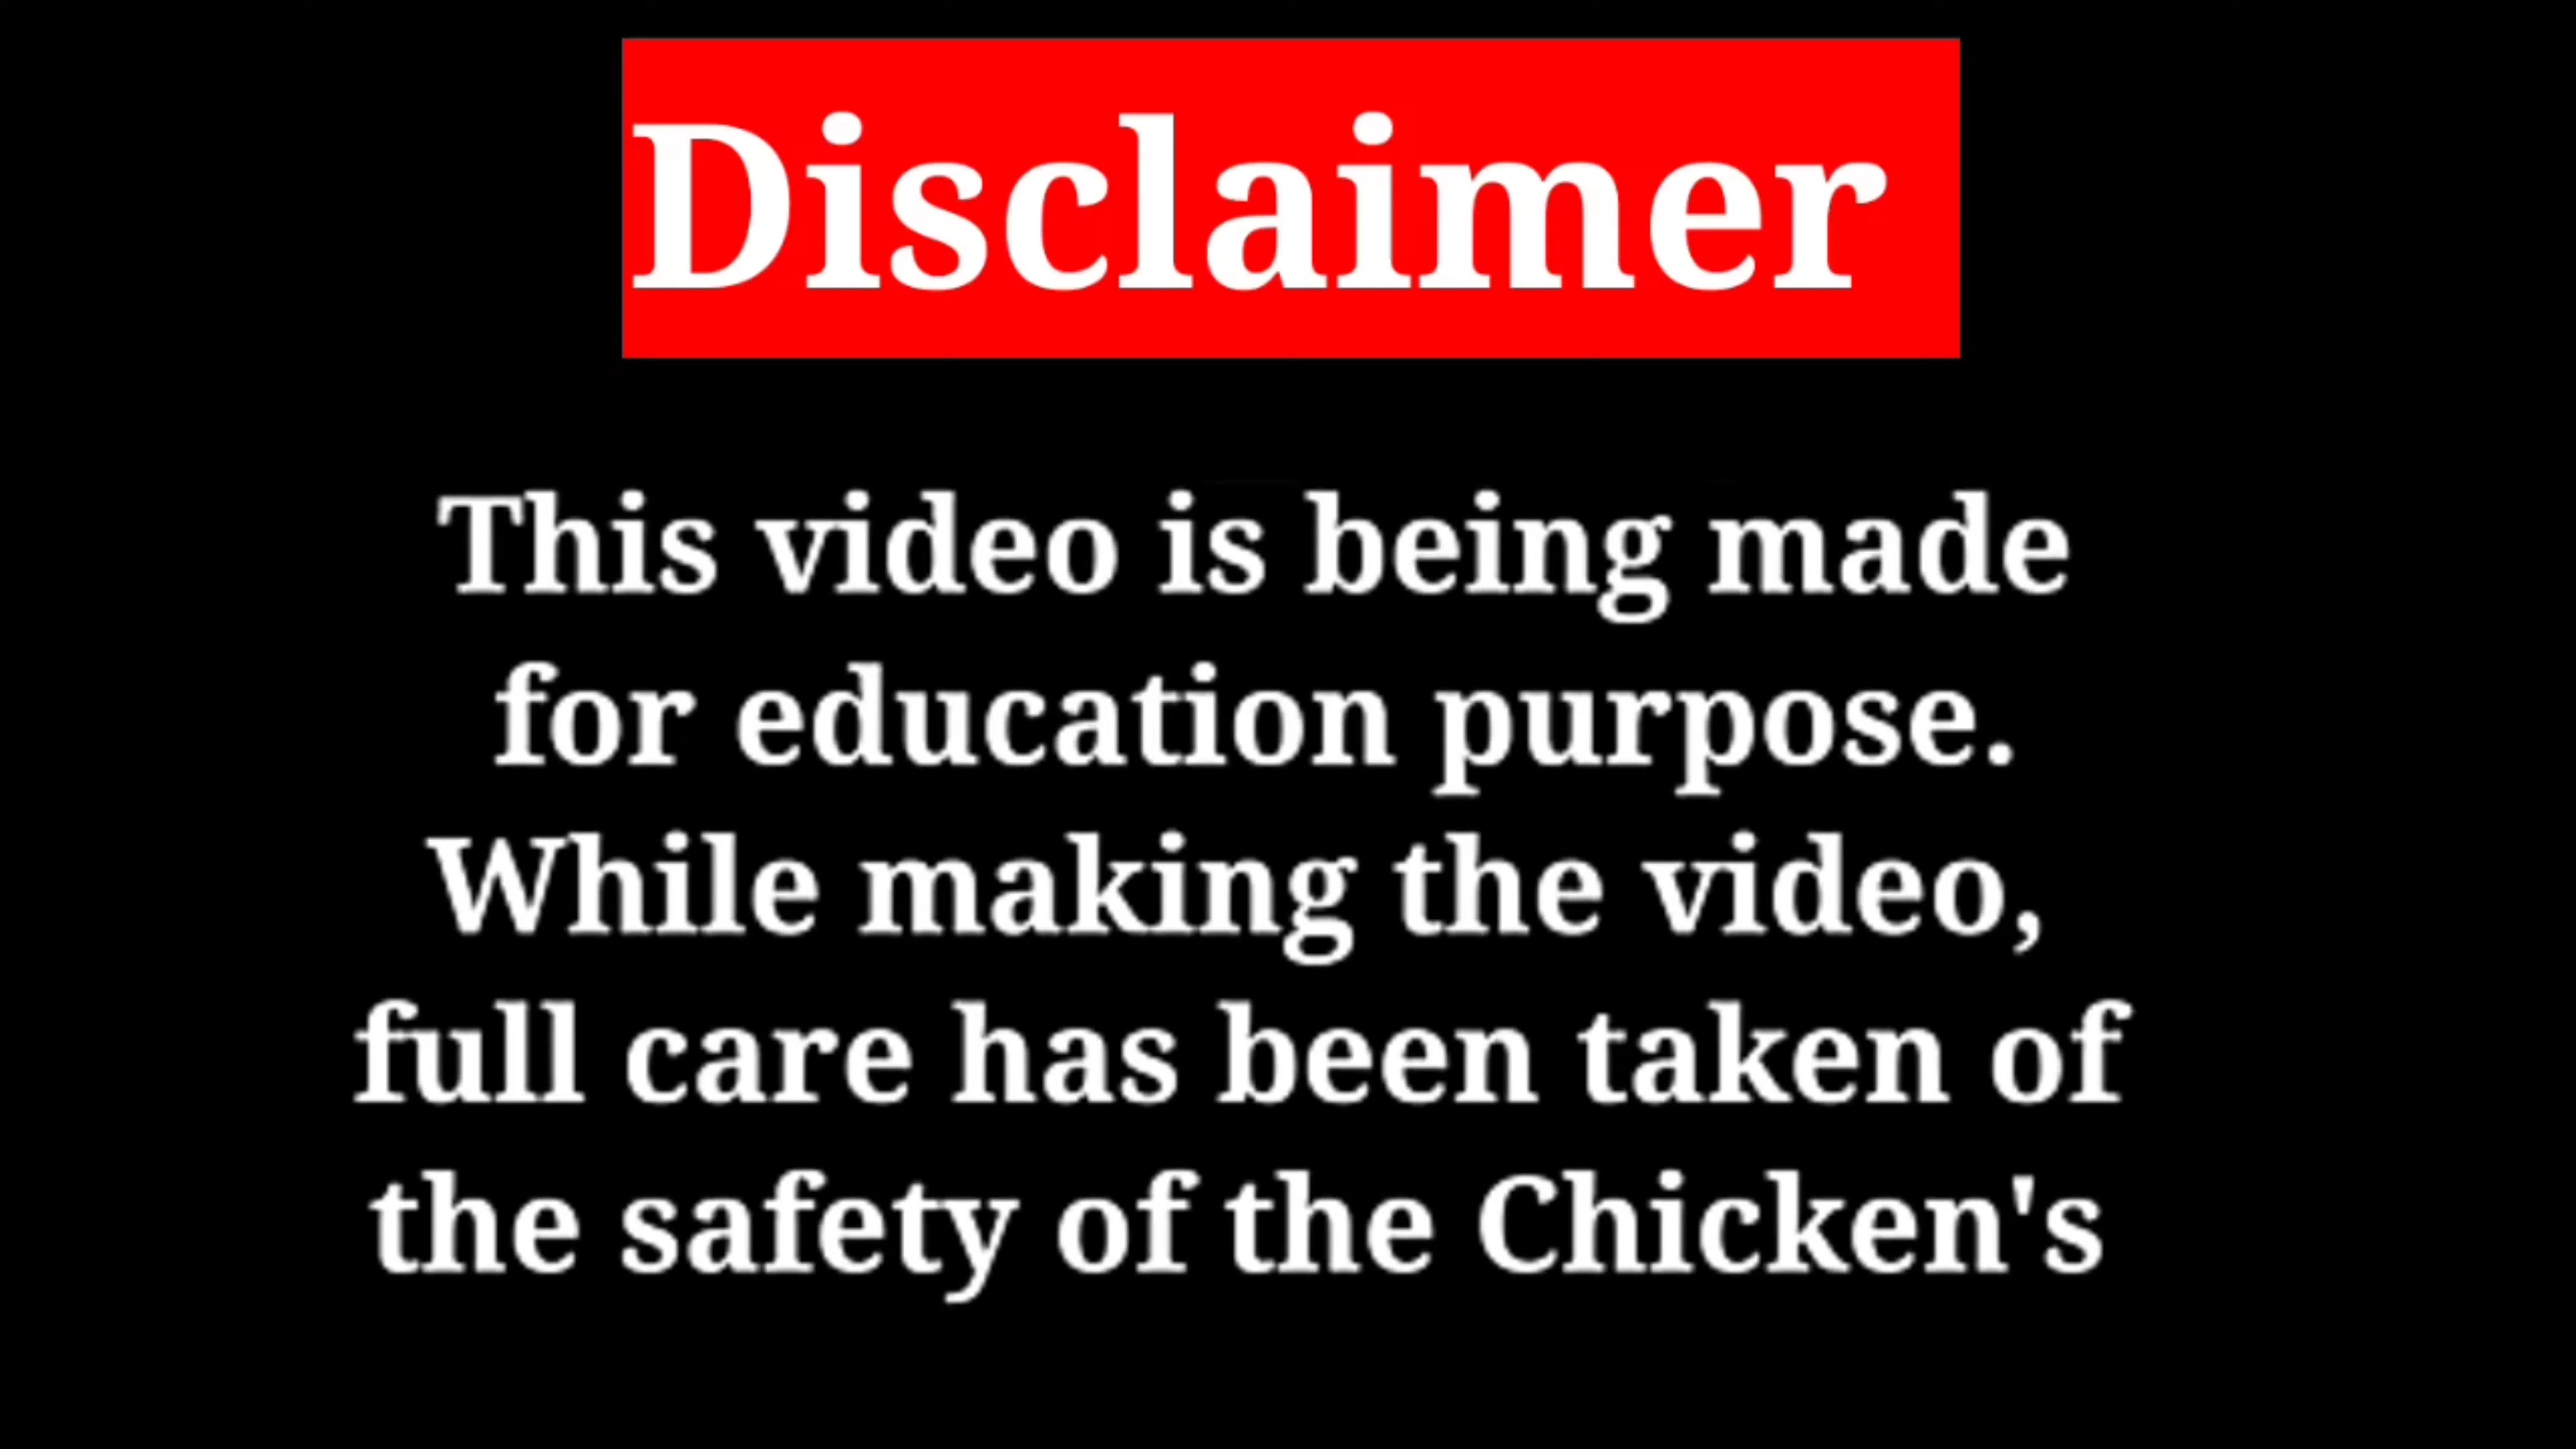 Disclaimer
This video is being made
for education purpose.
While making the video,
full care has been taken of
the safety of the Chicken's